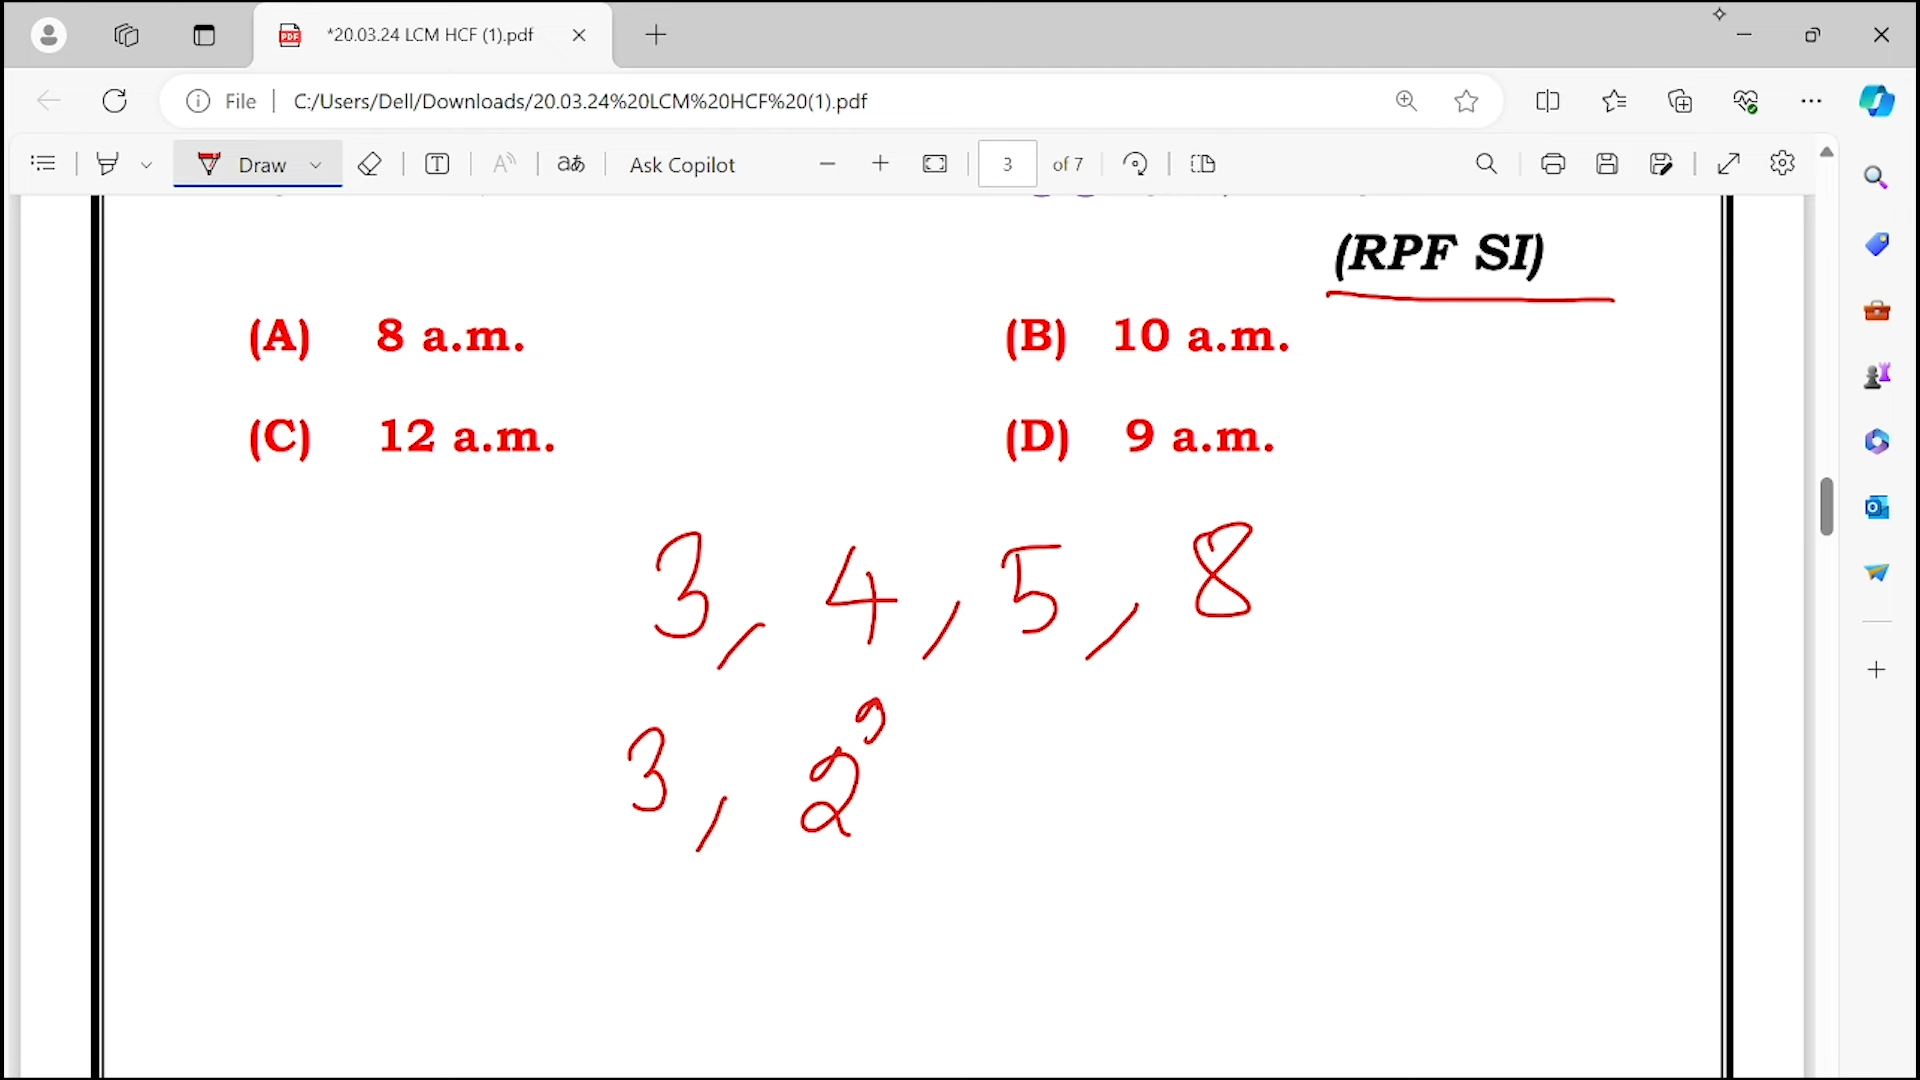 *20.03.24 LCM HCF (1).pdf
File
C:/Users/Dell/Downloads/20.03.24%20LCM%20HCF%20(1).pdf
Draw
Ask Copilot
3 of 7
(RPF SI)
(A) 8 a.m.
(B) 10 a.m.
(C) 12 a.m.
(D) 9 a.m.
3, 4, 5, 8
3, 2